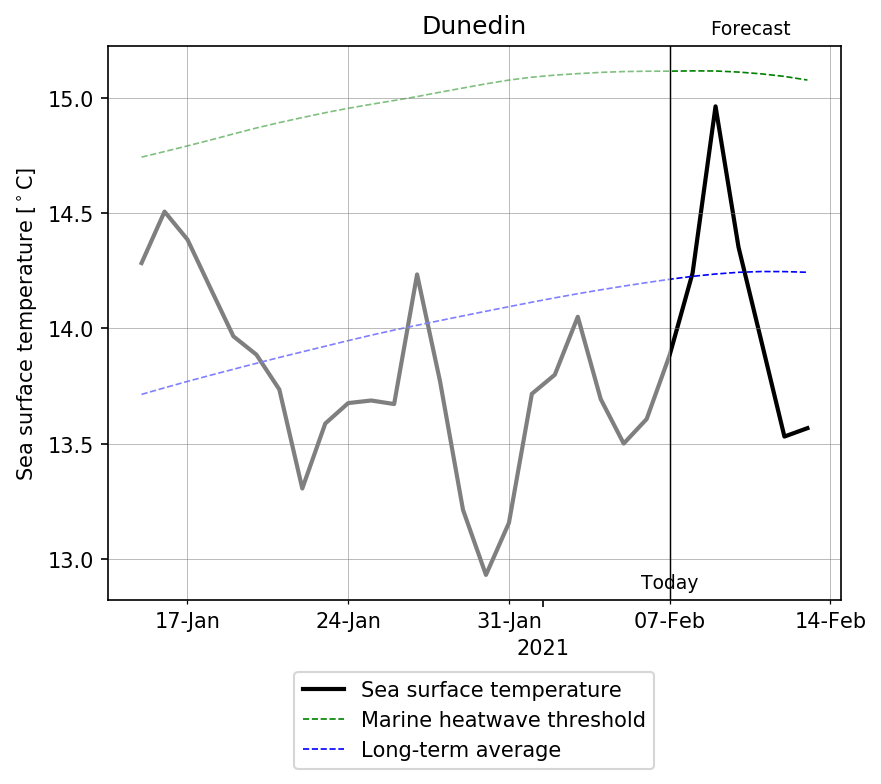 Dunedin
Forecast
Sea surface temperature [°C]
15.0
14.5
14.0
13.5
13.0
Today
17-Jan 24-Jan 31-Jan 07-Feb 14-Feb
2021
Sea surface temperature
Marine heatwave threshold
Long-term average